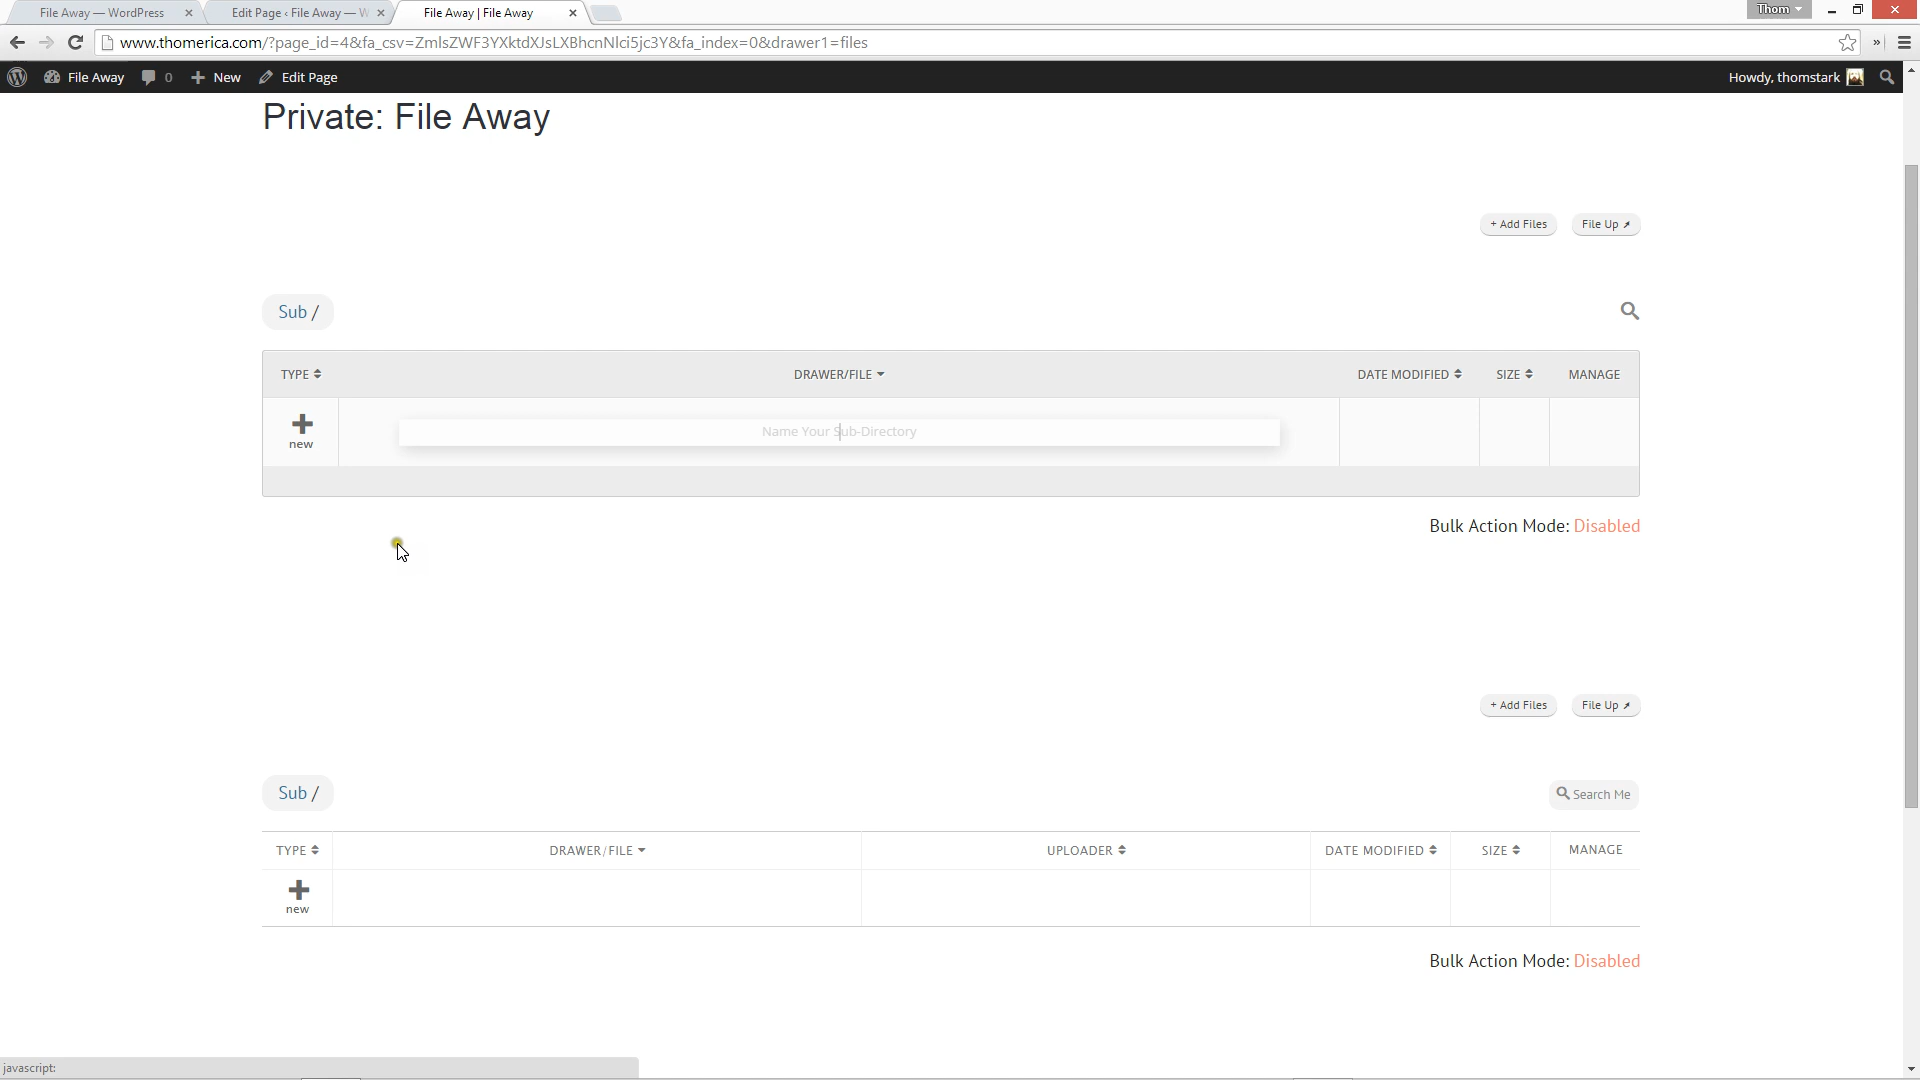 File Away — WordPress
Edit Page ‹ File Away — W
File Away | File Away
Thom
www.thomerica.com/?page_id=4&fa_csv=ZmlsZWF3YXktdXJsLXBhcnNlci5jc3Y&fa_index=0&drawer1=files
File Away 0 New Edit Page
Howdy, thomstark
Private: File Away
+ Add Files File Up
Sub /
TYPE DRAWER/FILE DATE MODIFIED SIZE MANAGE
new
Name Your Sub-Directory
Bulk Action Mode: Disabled
+ Add Files File Up
Sub /
Search Me
TYPE DRAWER/FILE UPLOADER DATE MODIFIED SIZE MANAGE
new
Bulk Action Mode: Disabled
javascript: